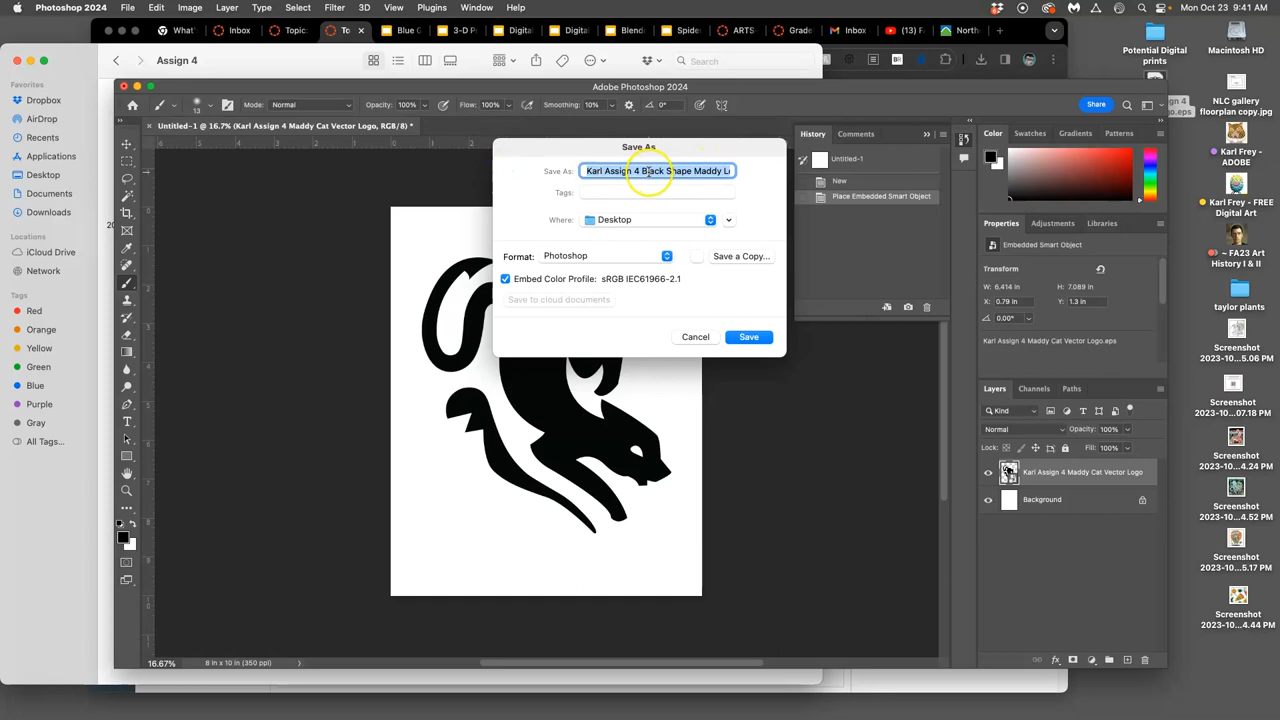 Photoshop 2024 File Edit Image Layer Type Select Filter 3D View Plugins Window Help
Mon Oct 23 9:41 AM
What' Inbox Topic: To Blue 3-D P Digital Digital Blende Spider ARTS Grade Gmail (3) F North
Assign 4
Search
Adobe Photoshop 2024
Mode: Normal Opacity: 100% Flow: 100% Smoothing: 10% 0° Share
13
Untitled-1 @ 16.7% (Karl Assign 4 Maddy Cat Vector Logo, RGB/8) *
Favorites
Dropbox
AirDrop
Recents
Applications
Desktop
Documents
Downloads
Locations
iCloud Drive
Network
Tags
Red
Orange
Yellow
Green
Blue
Purple
Gray
All Tags...
Save As
Save As: Karl Assign 4 Black Shape Maddy L
Tags:
Where: Desktop
Format: Photoshop Save a Copy...
Embed Color Profile: sRGB IEC61966-2.1
Save to cloud documents
Cancel Save
16.67% 8 in x 10 in (350 ppi)
History Comments
Untitled-1
New
Place Embedded Smart Object
Color Swatches Gradients Patterns
Properties Adjustments Libraries
Embedded Smart Object
Transform
W: 6.414 in H: 7.089 in
X: 0.79 in Y: 1.3 in
0.00°
Karl Assign 4 Maddy Cat Vector Logo.eps
Layers Channels Paths
Kind
Normal Opacity: 100%
Lock: Fill: 100%
Karl Assign 4 Maddy Cat Vector Logo
Background
Potential Digital
prints
Macintosh HD
NLC gallery
floorplan copy.jpg
Karl Frey -
ADOBE
Karl Frey -
FREE Digital Art
~ FA23 Art
History I & II
taylor plants
Screenshot
2023-10...5.06 PM
Screenshot
2023-10...07.18 PM
Screenshot
2023-10...4.24 PM
Screenshot
2023-10...4.52 PM
Screenshot
2023-10...5.17 PM
Screenshot
2023-10...4.44 PM